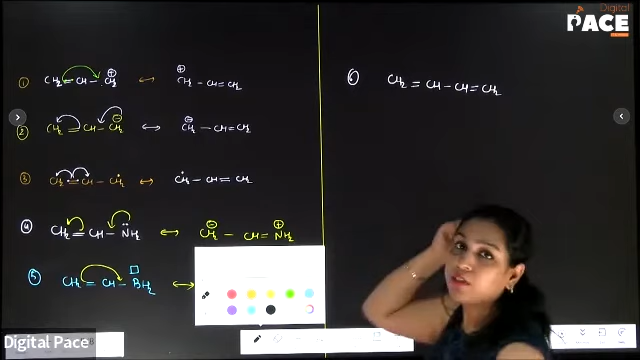 Digital
PACE
① CH2=CH-CH2⊕ ↔ ⊕CH2-CH=CH2
② CH2=CH-CH2⊖ ↔ ⊖CH2-CH=CH2
③ CH2=CH-ĊH2 ↔ ĊH2-CH=CH2
④ CH2=CH-N̈H2 ↔ ⊖CH2-CH=⊕NH2
⑤ CH2=CH-BH2 ↔
CH2=CH-CH=CH2
Digital Pace